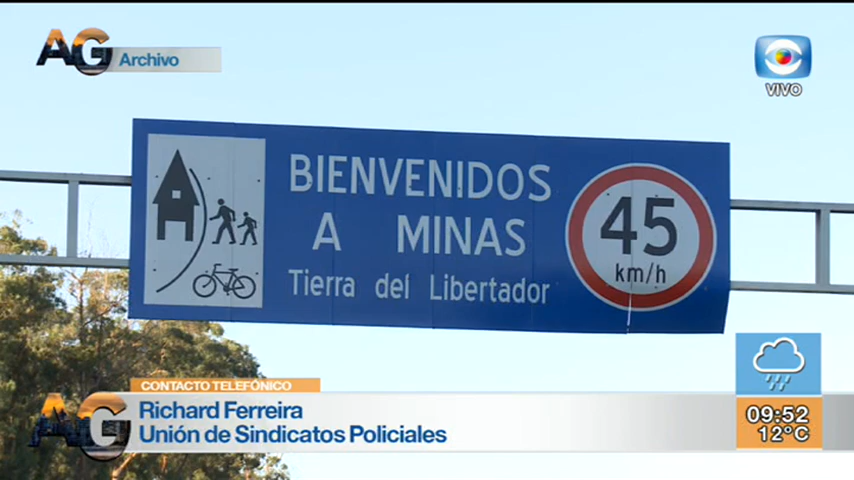 AG
Archivo
VIVO
BIENVENIDOS
A MINAS
Tierra del Libertador
45
km/h
CONTACTO TELEFÓNICO
AG
Richard Ferreira
Unión de Sindicatos Policiales
09:52
12°C